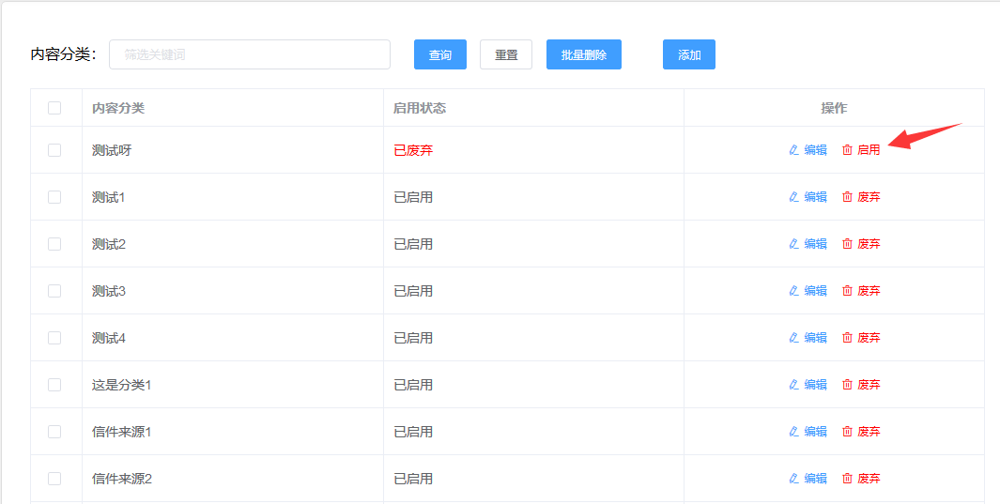 内容分类： 筛选关键词 查询 重置 批量删除 添加
内容分类 启用状态 操作
测试呀 已废弃 编辑 启用
测试1 已启用 编辑 废弃
测试2 已启用 编辑 废弃
测试3 已启用 编辑 废弃
测试4 已启用 编辑 废弃
这是分类1 已启用 编辑 废弃
信件来源1 已启用 编辑 废弃
信件来源2 已启用 编辑 废弃